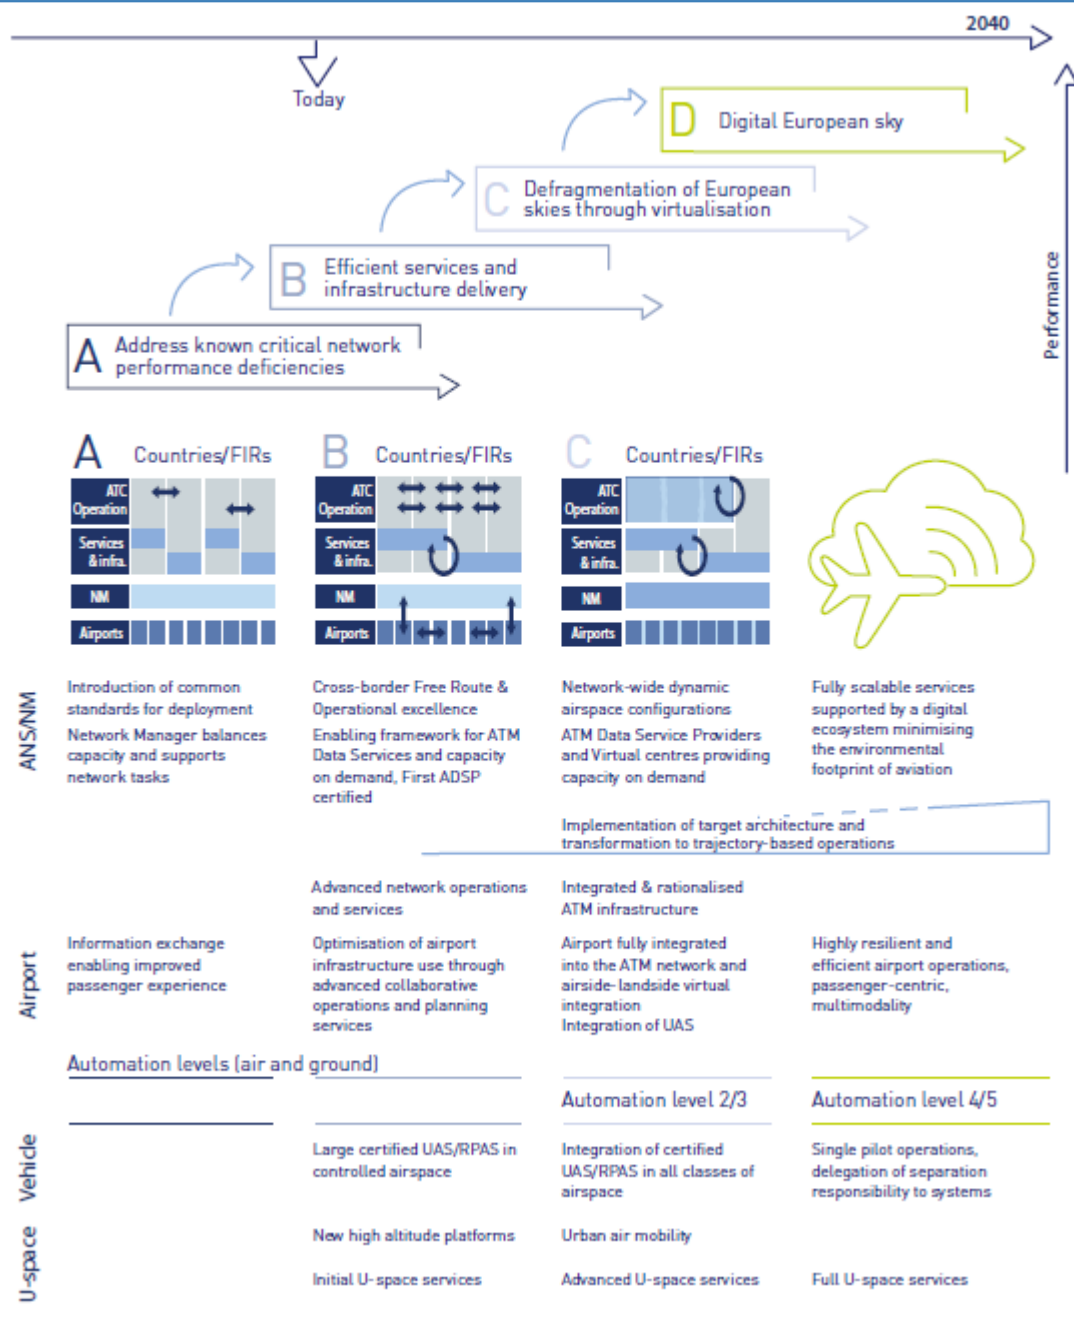 2040
Today
D Digital European sky
C Defragmentation of European
skies through virtualisation
B Efficient services and
infrastructure delivery
A Address known critical network
performance deficiencies
Performance
A Countries/FIRs
ATC
Operation
Services
& infra.
NM
Airports
B Countries/FIRs
ATC
Operation
Services
& infra.
NM
Airports
C Countries/FIRs
ATC
Operation
Services
& infra.
NM
Airports
ANS/NM
Introduction of common
standards for deployment
Network Manager balances
capacity and supports
network tasks
Cross-border Free Route &
Operational excellence
Enabling framework for ATM
Data Services and capacity
on demand, First ADSP
certified
Network-wide dynamic
airspace configurations
ATM Data Service Providers
and Virtual centres providing
capacity on demand
Fully scalable services
supported by a digital
ecosystem minimising
the environmental
footprint of aviation
Implementation of target architecture and
transformation to trajectory-based operations
Advanced network operations
and services
Integrated & rationalised
ATM infrastructure
Airport
Information exchange
enabling improved
passenger experience
Optimisation of airport
infrastructure use through
advanced collaborative
operations and planning
services
Airport fully integrated
into the ATM network and
airside-landside virtual
integration
Integration of UAS
Highly resilient and
efficient airport operations,
passenger-centric,
multimodality
Automation levels (air and ground)
Automation level 2/3
Automation level 4/5
Vehicle
Large certified UAS/RPAS in
controlled airspace
Integration of certified
UAS/RPAS in all classes of
airspace
Single pilot operations,
delegation of separation
responsibility to systems
U-space
New high altitude platforms
Urban air mobility
Initial U-space services
Advanced U-space services
Full U-space services